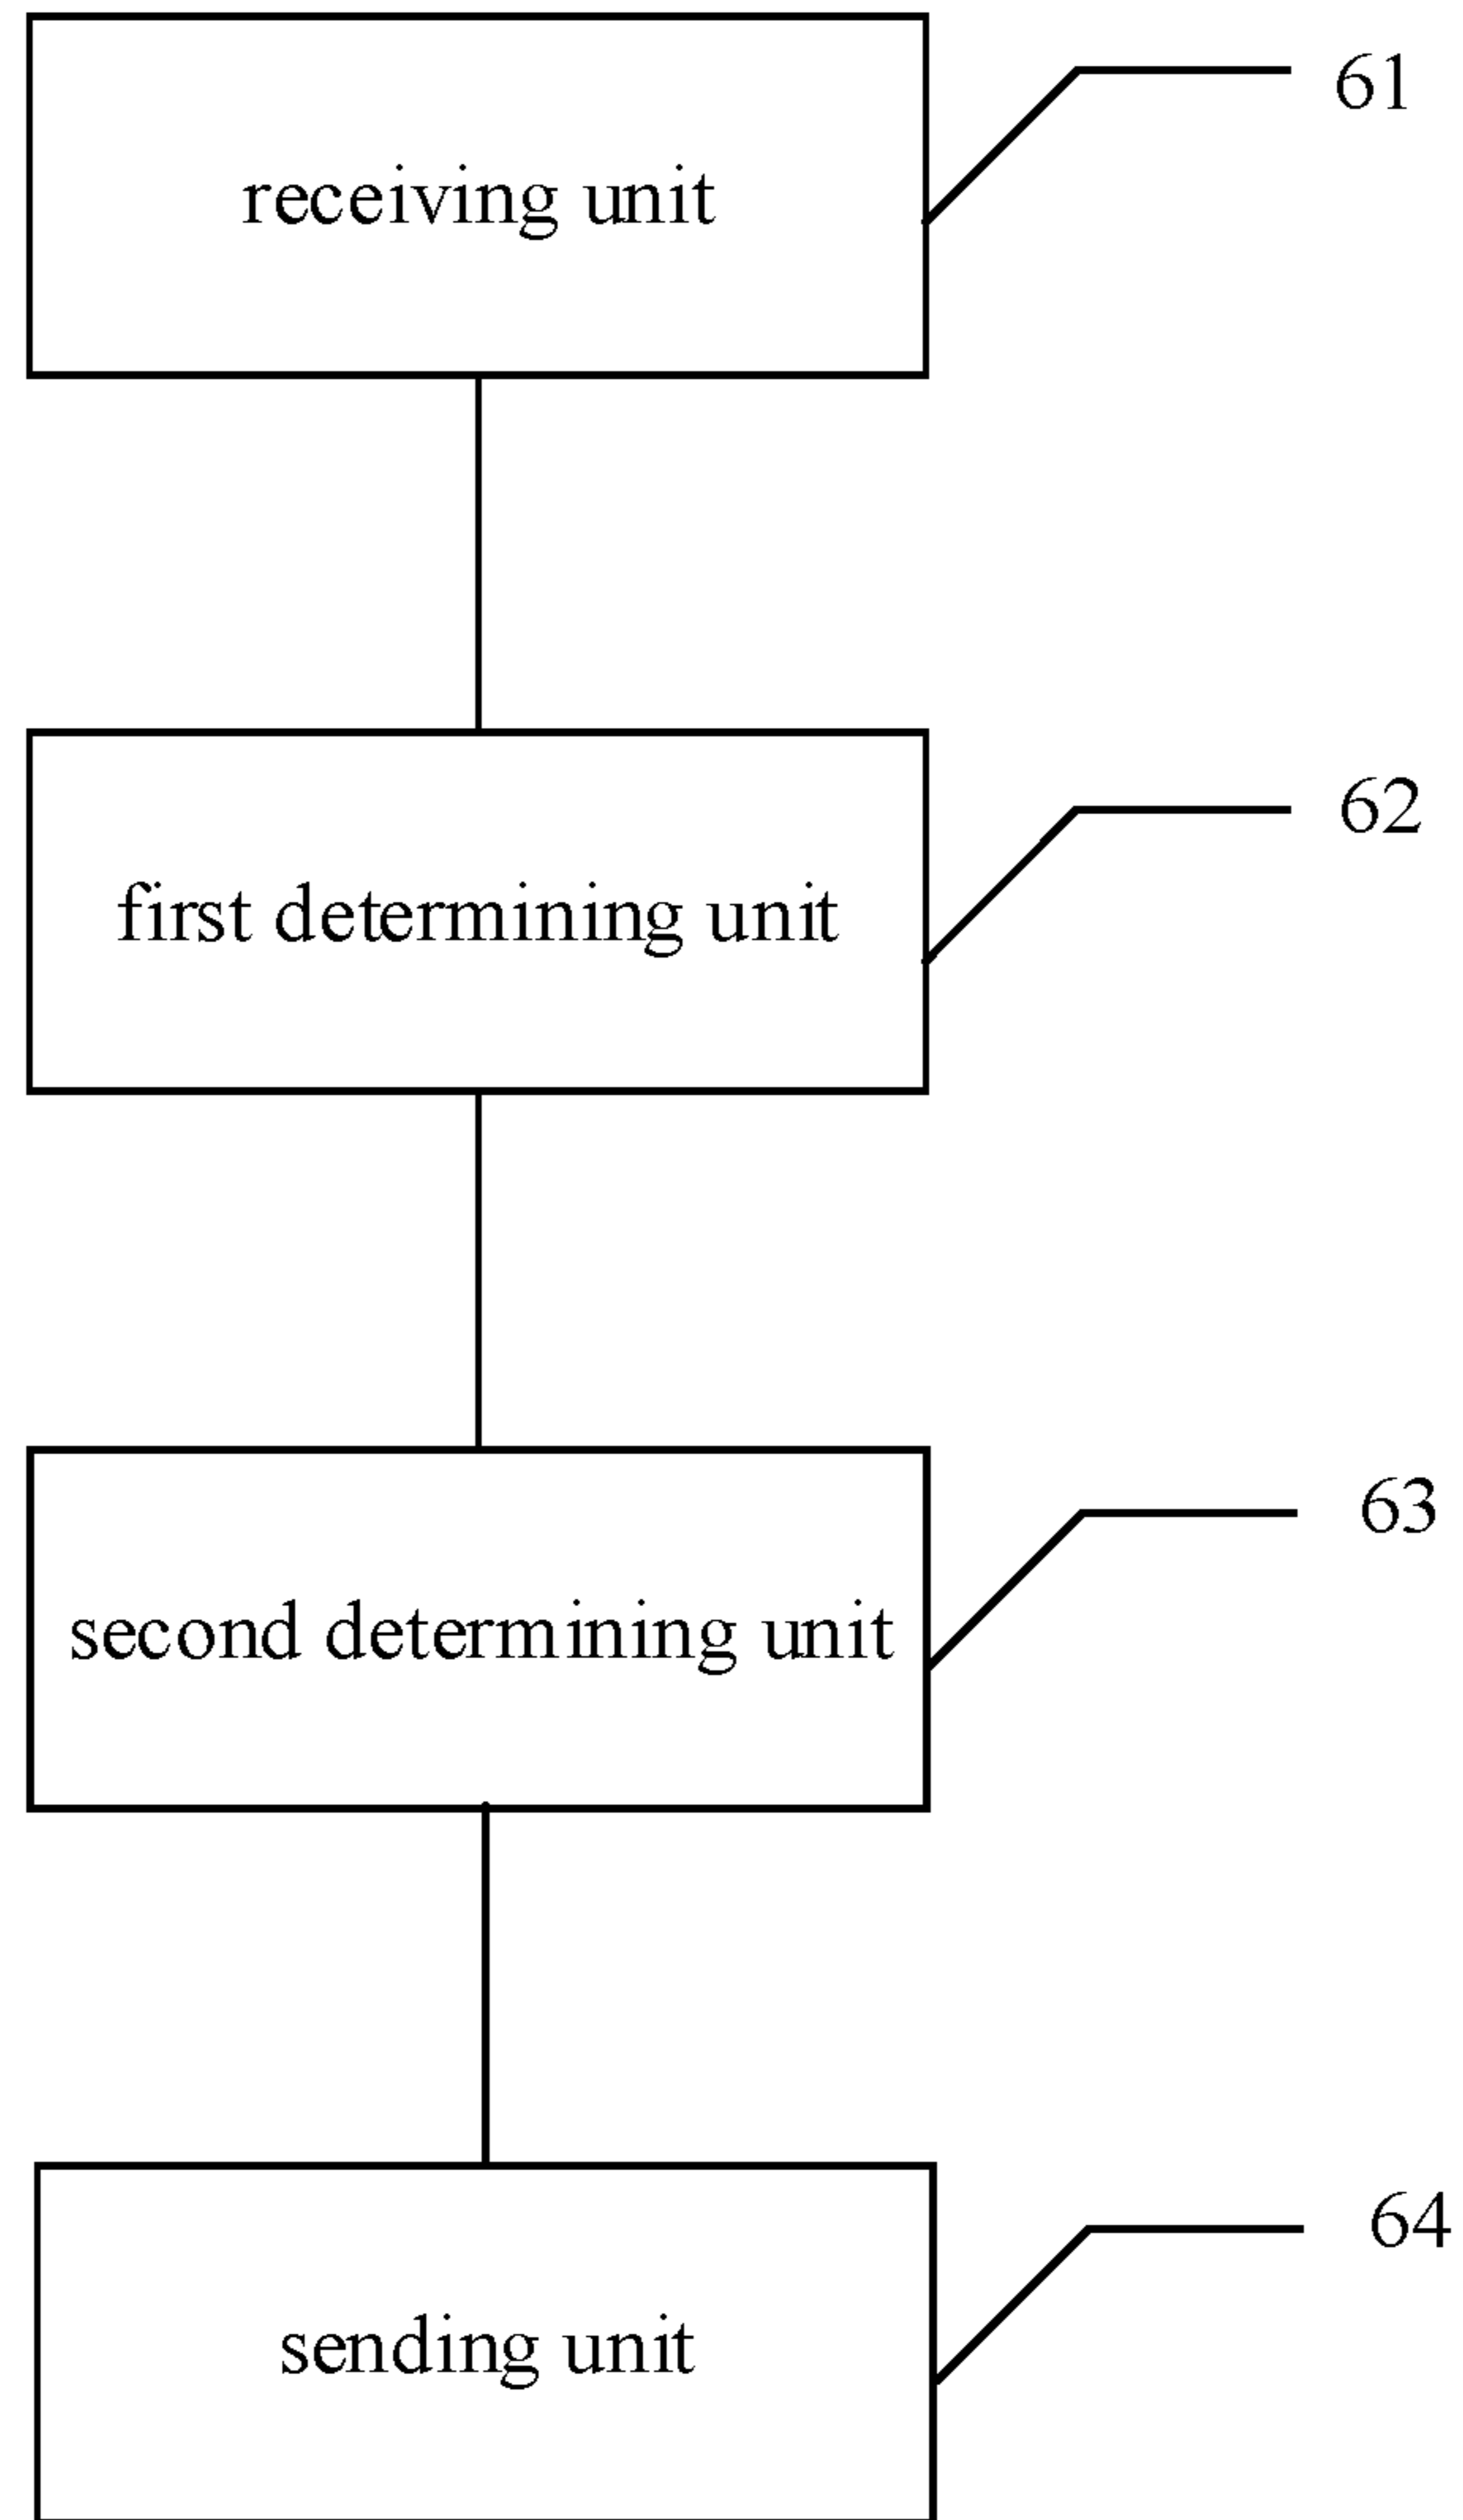 receiving unit
61
first determining unit
62
second determining unit
63
sending unit
64